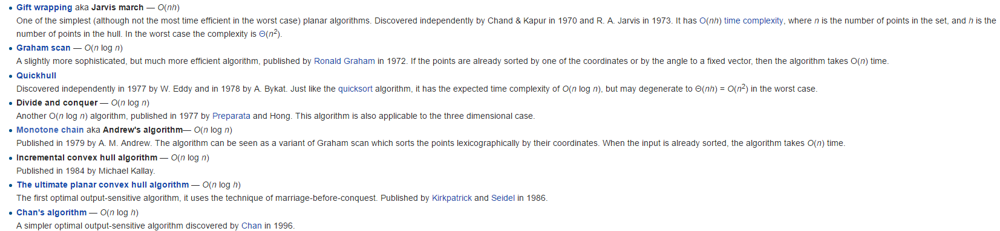 • Gift wrapping aka Jarvis march — O(nh)
One of the simplest (although not the most time efficient in the worst case) planar algorithms. Discovered independently by Chand & Kapur in 1970 and R. A. Jarvis in 1973. It has O(nh) time complexity, where n is the number of points in the set, and h is the
number of points in the hull. In the worst case the complexity is Θ(n²).
• Graham scan — O(n log n)
A slightly more sophisticated, but much more efficient algorithm, published by Ronald Graham in 1972. If the points are already sorted by one of the coordinates or by the angle to a fixed vector, then the algorithm takes O(n) time.
• Quickhull
Discovered independently in 1977 by W. Eddy and in 1978 by A. Bykat. Just like the quicksort algorithm, it has the expected time complexity of O(n log n), but may degenerate to Θ(nh) = O(n²) in the worst case.
• Divide and conquer — O(n log n)
Another O(n log n) algorithm, published in 1977 by Preparata and Hong. This algorithm is also applicable to the three dimensional case.
• Monotone chain aka Andrew's algorithm— O(n log n)
Published in 1979 by A. M. Andrew. The algorithm can be seen as a variant of Graham scan which sorts the points lexicographically by their coordinates. When the input is already sorted, the algorithm takes O(n) time.
• Incremental convex hull algorithm — O(n log n)
Published in 1984 by Michael Kallay.
• The ultimate planar convex hull algorithm — O(n log h)
The first optimal output-sensitive algorithm, it uses the technique of marriage-before-conquest. Published by Kirkpatrick and Seidel in 1986.
• Chan's algorithm — O(n log h)
A simpler optimal output-sensitive algorithm discovered by Chan in 1996.